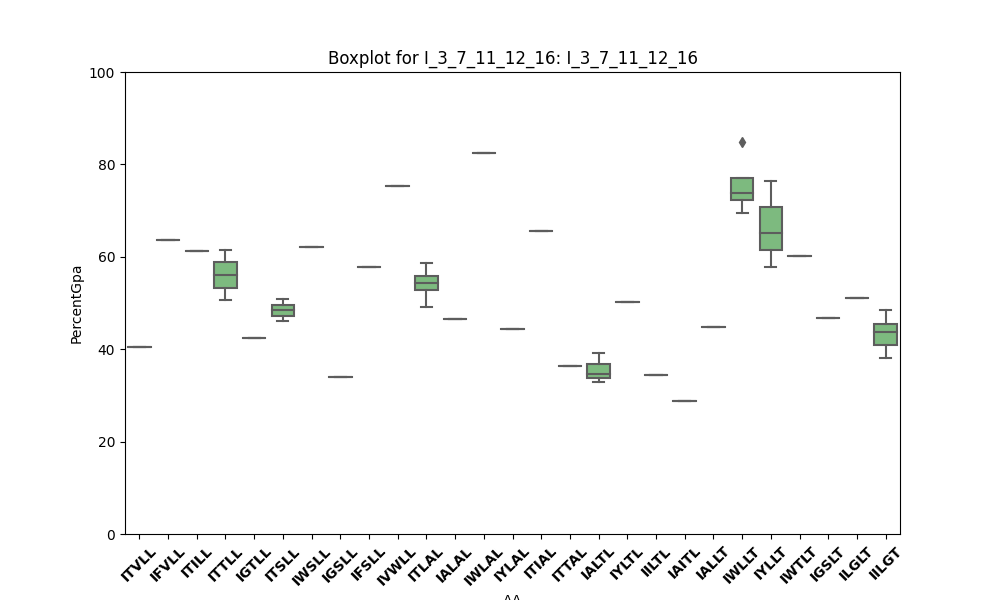 Boxplot for I_3_7_11_12_16: I_3_7_11_12_16
100
80
60
40
20
0
PercentGpa
ITVLL IFVLL ITILL ITTLL IGTLL ITSLL IWSLL IGSLL IFSLL IVWLL ITLAL IALAL IWLAL IYLAL ITIAL ITTAL IALTL IYLTL IILTL IAITL IALLT IWLLT IYLLT IWTLT IGSLT ILGLT IILGT
AA